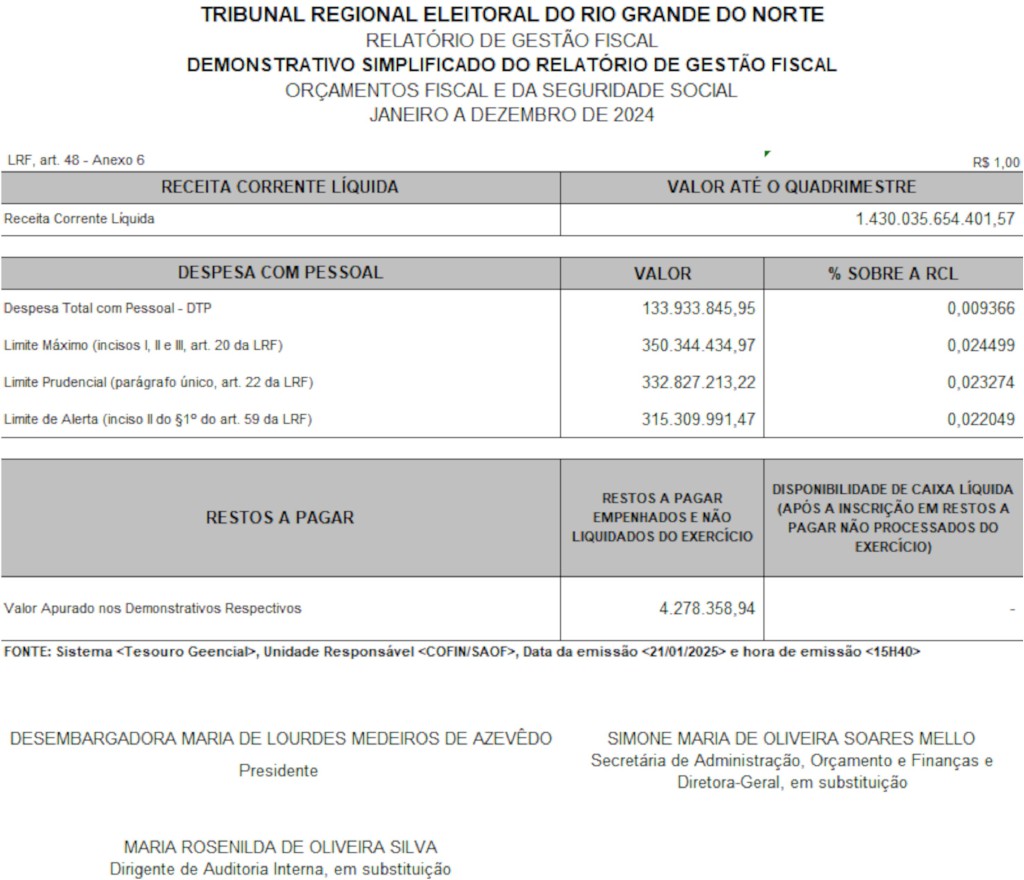 TRIBUNAL REGIONAL ELEITORAL DO RIO GRANDE DO NORTE
RELATÓRIO DE GESTÃO FISCAL
DEMONSTRATIVO SIMPLIFICADO DO RELATÓRIO DE GESTÃO FISCAL
ORÇAMENTOS FISCAL E DA SEGURIDADE SOCIAL
JANEIRO A DEZEMBRO DE 2024
LRF, art. 48 - Anexo 6 R$ 1,00
RECEITA CORRENTE LÍQUIDA VALOR ATÉ O QUADRIMESTRE
Receita Corrente Líquida 1.430.035.654.401,57
DESPESA COM PESSOAL VALOR % SOBRE A RCL
Despesa Total com Pessoal - DTP 133.933.845,95 0,009366
Limite Máximo (incisos I, II e III, art. 20 da LRF) 350.344.434,97 0,024499
Limite Prudencial (parágrafo único, art. 22 da LRF) 332.827.213,22 0,023274
Limite de Alerta (inciso II do §1º do art. 59 da LRF) 315.309.991,47 0,022049
RESTOS A PAGAR
RESTOS A PAGAR
EMPENHADOS E NÃO
LIQUIDADOS DO EXERCÍCIO
DISPONIBILIDADE DE CAIXA LÍQUIDA
(APÓS A INSCRIÇÃO EM RESTOS A
PAGAR NÃO PROCESSADOS DO
EXERCÍCIO)
Valor Apurado nos Demonstrativos Respectivos 4.278.358,94 -
FONTE: Sistema <Tesouro Geencial>, Unidade Responsável <COFIN/SAOF>, Data da emissão <21/01/2025> e hora de emissão <15H40>
DESEMBARGADORA MARIA DE LOURDES MEDEIROS DE AZEVÊDO
Presidente
SIMONE MARIA DE OLIVEIRA SOARES MELLO
Secretária de Administração, Orçamento e Finanças e
Diretora-Geral, em substituição
MARIA ROSENILDA DE OLIVEIRA SILVA
Dirigente de Auditoria Interna, em substituição